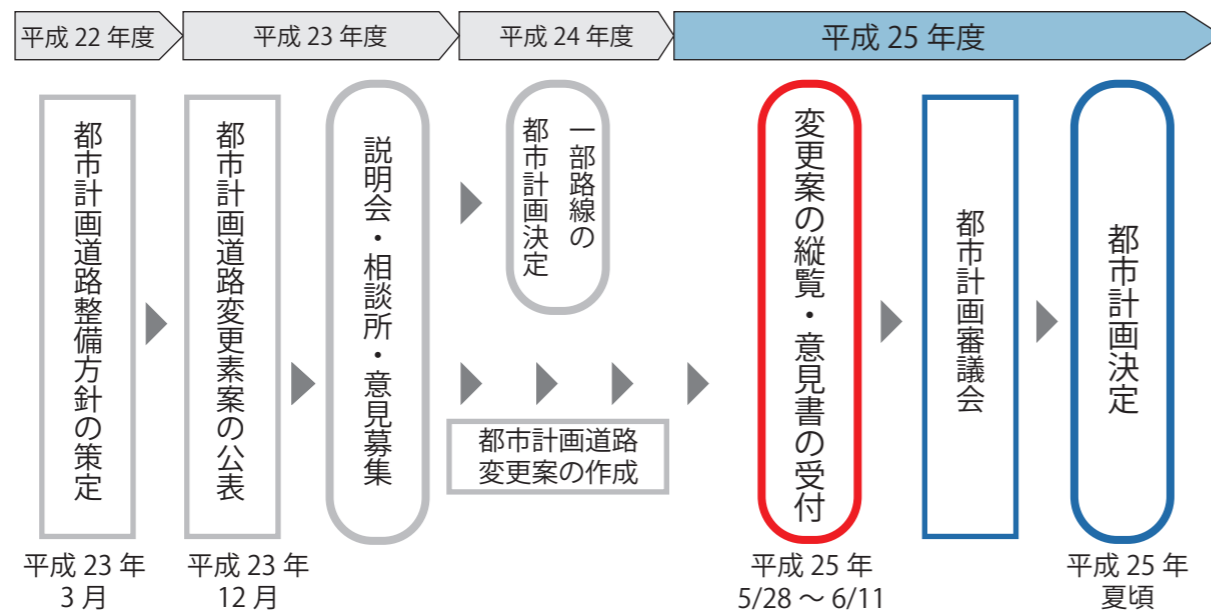 平成 22 年度
平成 23 年度
平成 24 年度
平成 25 年度
都市計画道路整備方針の策定
平成 23 年
3 月
都市計画道路変更素案の公表
平成 23 年
12 月
説明会・相談所・意見募集
一部路線の
都市計画決定
都市計画道路
変更案の作成
変更案の縦覧・意見書の受付
平成 25 年
5/28 ～ 6/11
都市計画審議会
都市計画決定
平成 25 年
夏頃